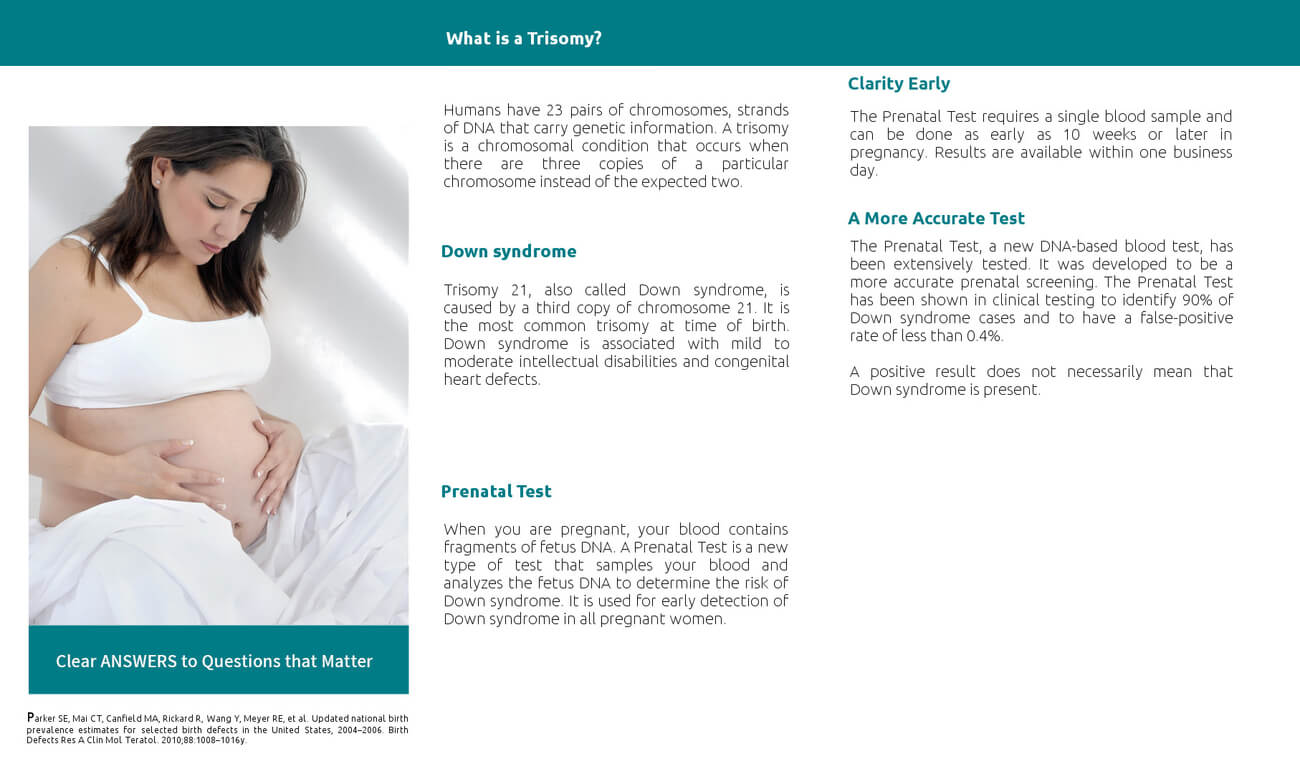 What is a Trisomy?
Humans have 23 pairs of chromosomes, strands
of DNA that carry genetic information. A trisomy
is a chromosomal condition that occurs when
there are three copies of a particular
chromosome instead of the expected two.
Down syndrome
Trisomy 21, also called Down syndrome, is
caused by a third copy of chromosome 21. It is
the most common trisomy at time of birth.
Down syndrome is associated with mild to
moderate intellectual disabilities and congenital
heart defects.
Prenatal Test
When you are pregnant, your blood contains
fragments of fetus DNA. A Prenatal Test is a new
type of test that samples your blood and
analyzes the fetus DNA to determine the risk of
Down syndrome. It is used for early detection of
Down syndrome in all pregnant women.
Clarity Early
The Prenatal Test requires a single blood sample and
can be done as early as 10 weeks or later in
pregnancy. Results are available within one business
day.
A More Accurate Test
The Prenatal Test, a new DNA-based blood test, has
been extensively tested. It was developed to be a
more accurate prenatal screening. The Prenatal Test
has been shown in clinical testing to identify 90% of
Down syndrome cases and to have a false-positive
rate of less than 0.4%.
A positive result does not necessarily mean that
Down syndrome is present.
Clear ANSWERS to Questions that Matter
Parker SE, Mai CT, Canfield MA, Rickard R, Wang Y, Meyer RE, et al. Updated national birth
prevalence estimates for selected birth defects in the United States, 2004–2006. Birth
Defects Res A Clin Mol Teratol. 2010;88:1008–1016y.